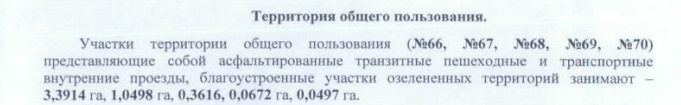 Территория общего пользования.
Участки территории общего пользования (№66, №67, №68, №69, №70)
представляющие собой асфальтированные транзитные пешеходные и транспортные
внутренние проезды, благоустроенные участки озелененных территорий занимают –
3,3914 га, 1,0498 га, 0,3616, 0,0672 га, 0,0497 га.